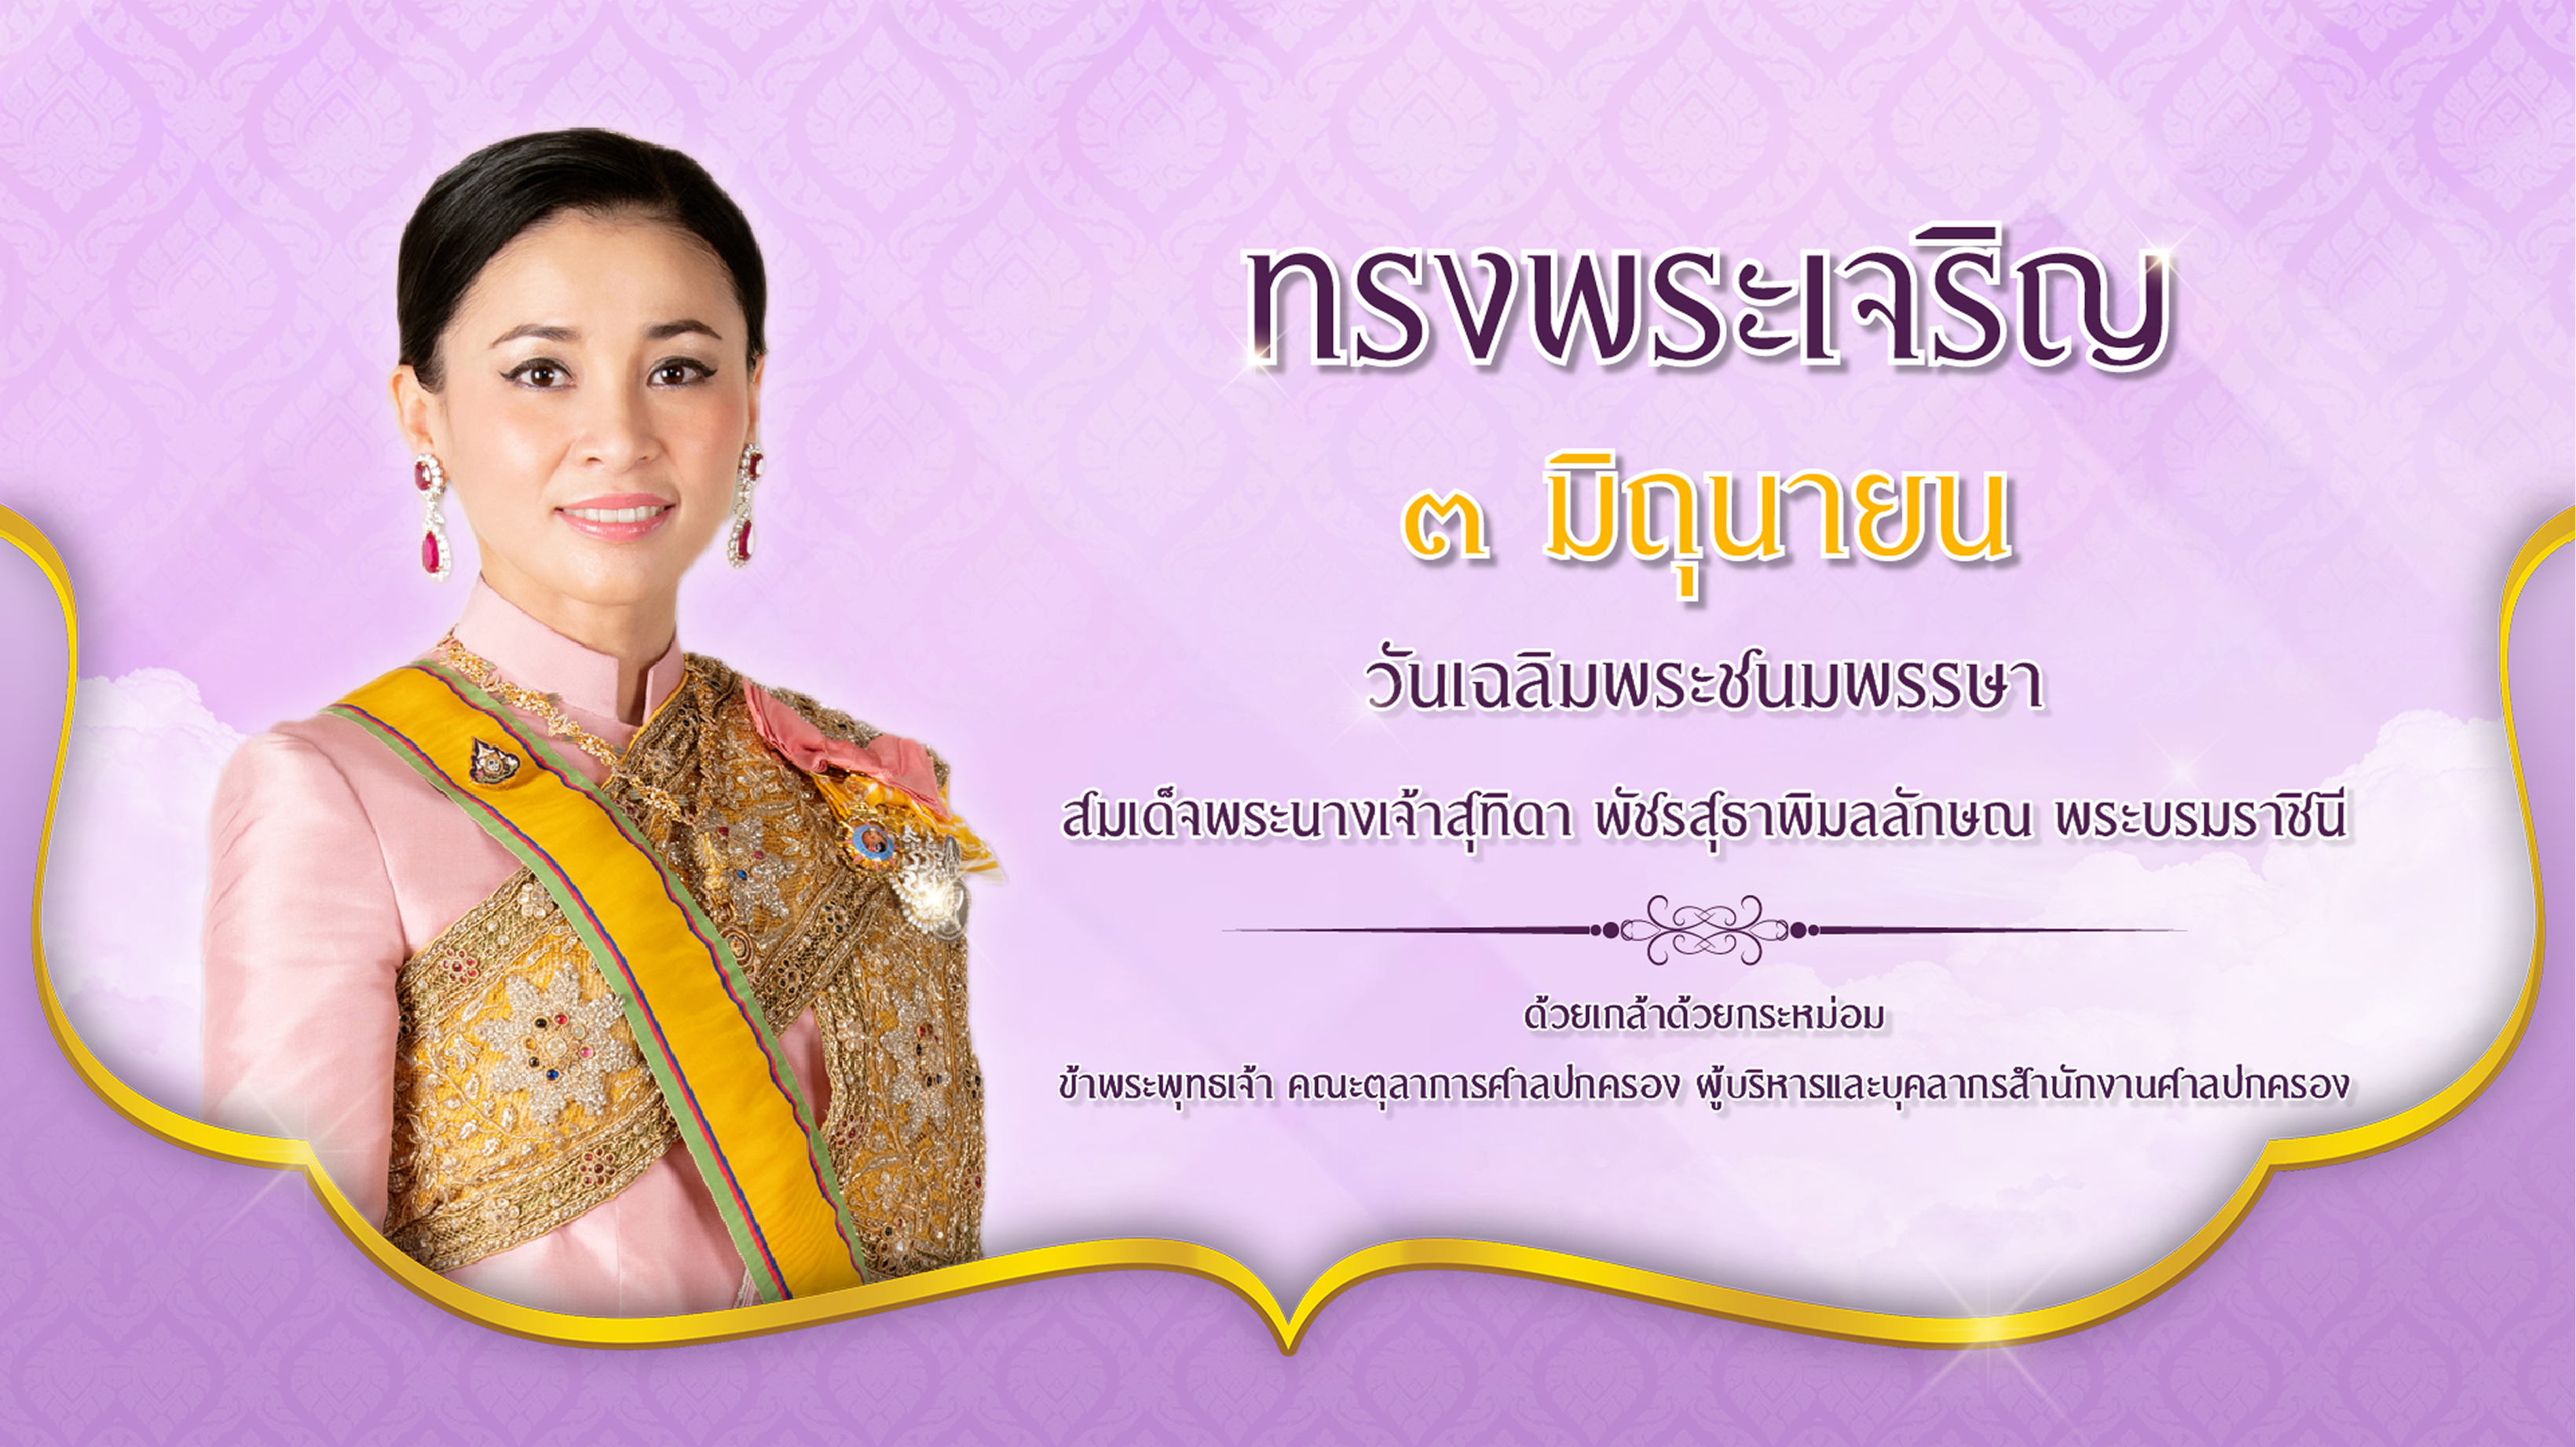 ทรงพระเจริญ
๓ มิถุนายน
วันเฉลิมพระชนมพรรษา
สมเด็จพระนางเจ้าสุทิดา พัชรสุธาพิมลลักษณ พระบรมราชินี
ด้วยเกล้าด้วยกระหม่อม
ข้าพระพุทธเจ้า คณะตุลาการศาลปกครอง ผู้บริหารและบุคลากรสำนักงานศาลปกครอง